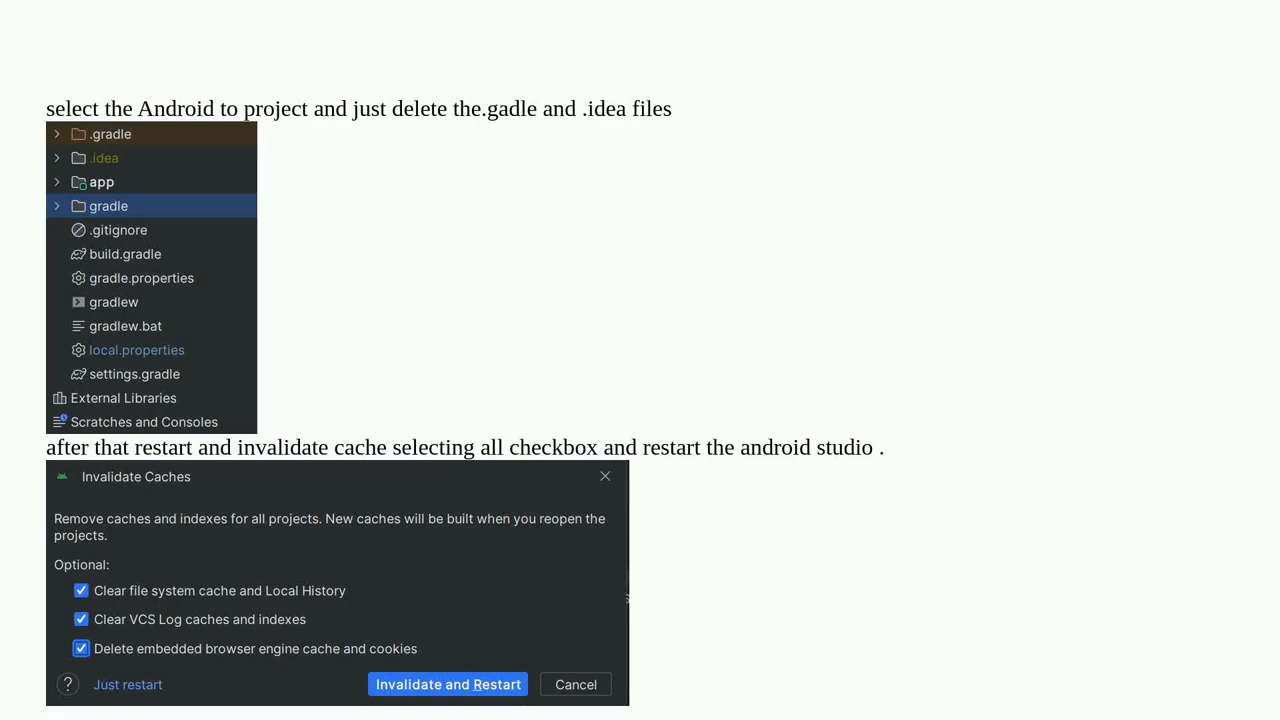 select the Android to project and just delete the.gadle and .idea files
.gradle
.idea
app
gradle
.gitignore
build.gradle
gradle.properties
gradlew
gradlew.bat
local.properties
settings.gradle
External Libraries
Scratches and Consoles
after that restart and invalidate cache selecting all checkbox and restart the android studio .
Invalidate Caches
Remove caches and indexes for all projects. New caches will be built when you reopen the
projects.
Optional:
Clear file system cache and Local History
Clear VCS Log caches and indexes
Delete embedded browser engine cache and cookies
? Just restart Invalidate and Restart Cancel